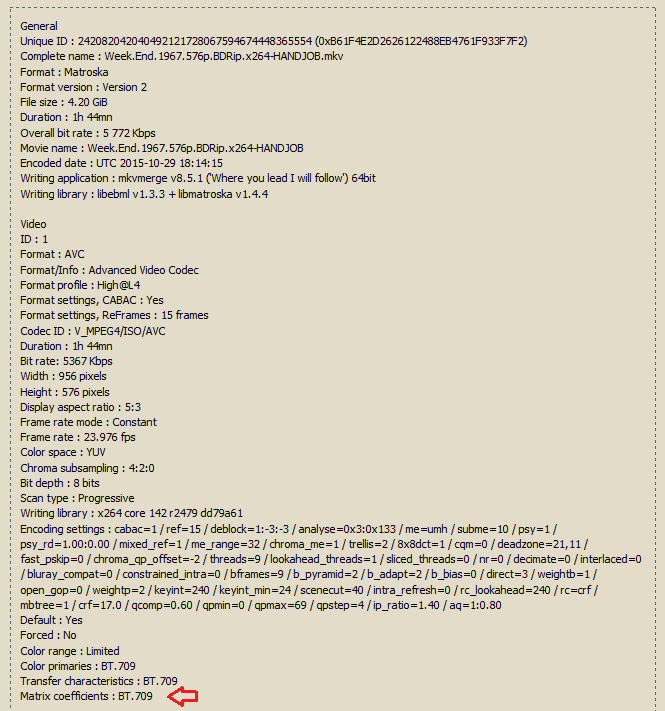 General
Unique ID : 242082042040492121728067594674448365554 (0xB61F4E2D2626122488EB4761F933F7F2)
Complete name : Week.End.1967.576p.BDRip.x264-HANDJOB.mkv
Format : Matroska
Format version : Version 2
File size : 4.20 GiB
Duration : 1h 44mn
Overall bit rate : 5 772 Kbps
Movie name : Week.End.1967.576p.BDRip.x264-HANDJOB
Encoded date : UTC 2015-10-29 18:14:15
Writing application : mkvmerge v8.5.1 ('Where you lead I will follow') 64bit
Writing library : libebml v1.3.3 + libmatroska v1.4.4
Video
ID : 1
Format : AVC
Format/Info : Advanced Video Codec
Format profile : High@L4
Format settings, CABAC : Yes
Format settings, ReFrames : 15 frames
Codec ID : V_MPEG4/ISO/AVC
Duration : 1h 44mn
Bit rate: 5367 Kbps
Width : 956 pixels
Height : 576 pixels
Display aspect ratio : 5:3
Frame rate mode : Constant
Frame rate : 23.976 fps
Color space : YUV
Chroma subsampling : 4:2:0
Bit depth : 8 bits
Scan type : Progressive
Writing library : x264 core 142 r2479 dd79a61
Encoding settings : cabac=1 / ref=15 / deblock=1:-3:-3 / analyse=0x3:0x133 / me=umh / subme=10 / psy=1 /
psy_rd=1.00:0.00 / mixed_ref=1 / me_range=32 / chroma_me=1 / trellis=2 / 8x8dct=1 / cqm=0 / deadzone=21,11 /
fast_pskip=0 / chroma_qp_offset=-2 / threads=9 / lookahead_threads=1 / sliced_threads=0 / nr=0 / decimate=0 / interlaced=0
/ bluray_compat=0 / constrained_intra=0 / bframes=9 / b_pyramid=2 / b_adapt=2 / b_bias=0 / direct=3 / weightb=1 /
open_gop=0 / weightp=2 / keyint=240 / keyint_min=24 / scenecut=40 / intra_refresh=0 / rc_lookahead=240 / rc=crf /
mbtree=1 / crf=17.0 / qcomp=0.60 / qpmin=0 / qpmax=69 / qpstep=4 / ip_ratio=1.40 / aq=1:0.80
Default : Yes
Forced : No
Color range : Limited
Color primaries : BT.709
Transfer characteristics : BT.709
Matrix coefficients : BT.709